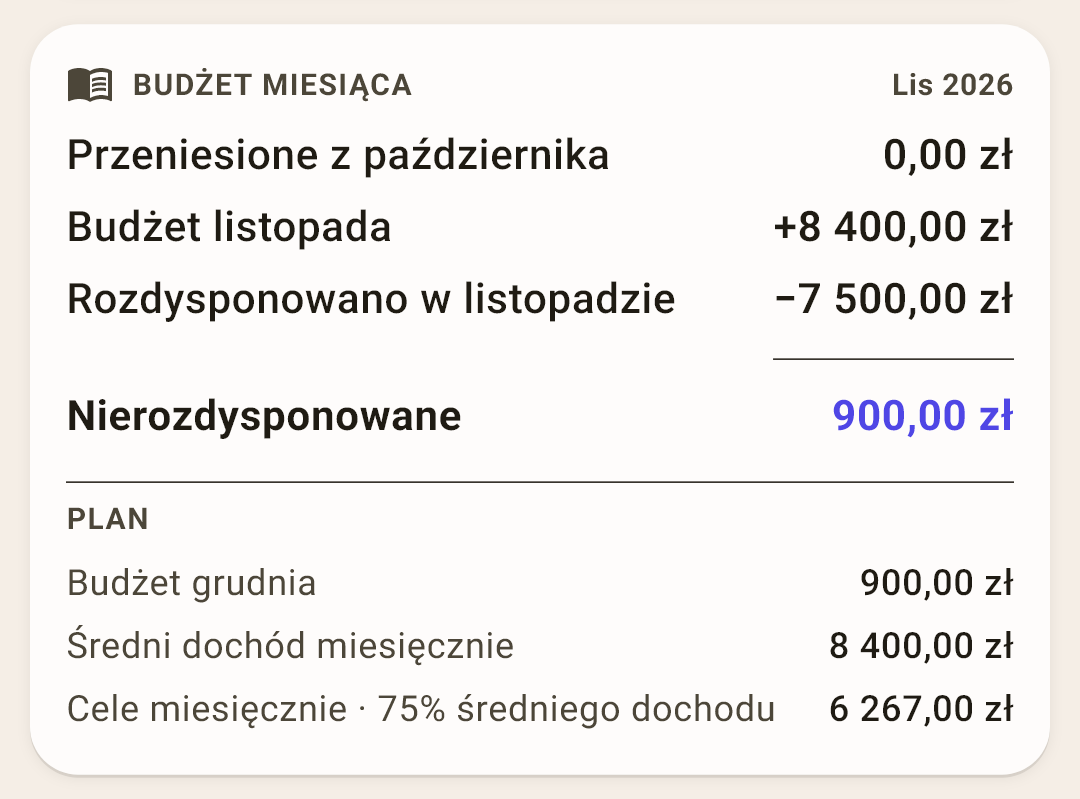 BUDŻET MIESIĄCA Lis 2026
Przeniesione z października 0,00 zł
Budżet listopada +8 400,00 zł
Rozdysponowano w listopadzie −7 500,00 zł
Nierozdysponowane 900,00 zł
PLAN
Budżet grudnia 900,00 zł
Średni dochód miesięcznie 8 400,00 zł
Cele miesięcznie · 75% średniego dochodu 6 267,00 zł